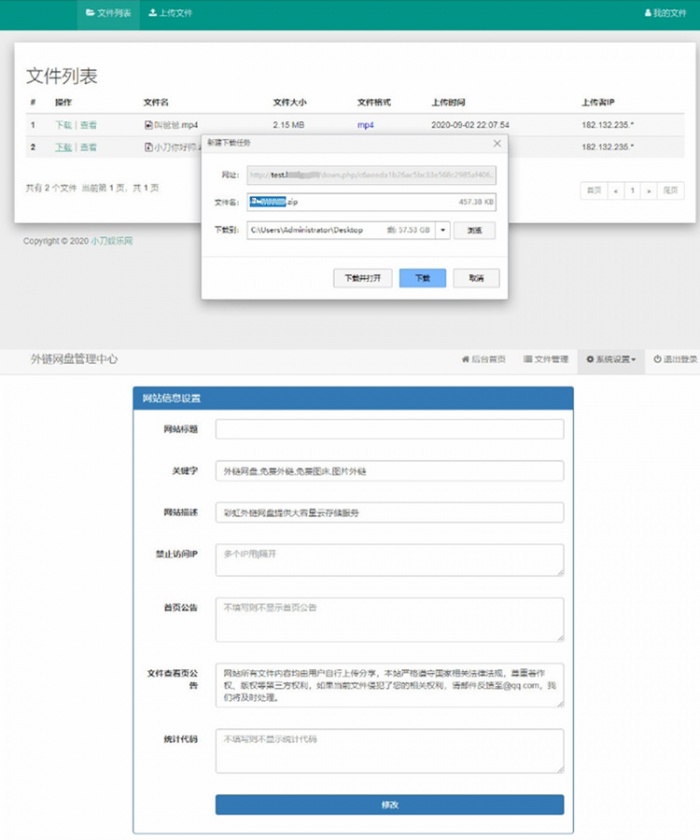 文件列表 上传文件 我的文件
文件列表
# 操作 文件名 文件大小 文件格式 上传时间 上传者IP
1 下载 | 查看 叫爸爸.mp4 2.15 MB mp4 2020-09-02 22:07:54 182.132.235.*
2 下载 | 查看 小刀你好帅. 182.132.235.*
新建下载任务
网址: http://test.
文件名: .zip 457.38 KB
下载到: C:\Users\Administrator\Desktop 57.53 GB 浏览
共有 2 个文件 当前第 1 页，共 1 页
首页 « 1 » 尾页
Copyright © 2020 小刀娱乐网
下载并打开 下载 取消
外链网盘管理中心 后台首页 文件管理 系统设置 退出登录
网站信息设置
网站标题
关键字 外链网盘,免费外链,免费图床,图片外链
网站描述 彩虹外链网盘提供大容量云存储服务
禁止访问IP 多个IP用|隔开
首页公告 不填写则不显示首页公告
文件查看页公告 网站所有文件内容均由用户自行上传分享，本站严格遵守国家相关法律法规，尊重著作
权、版权等第三方权利，如果当前文件侵犯了您的相关权利，请邮件反馈至@qq.com，我
们将及时处理。
统计代码 不填写则不显示统计代码
修改